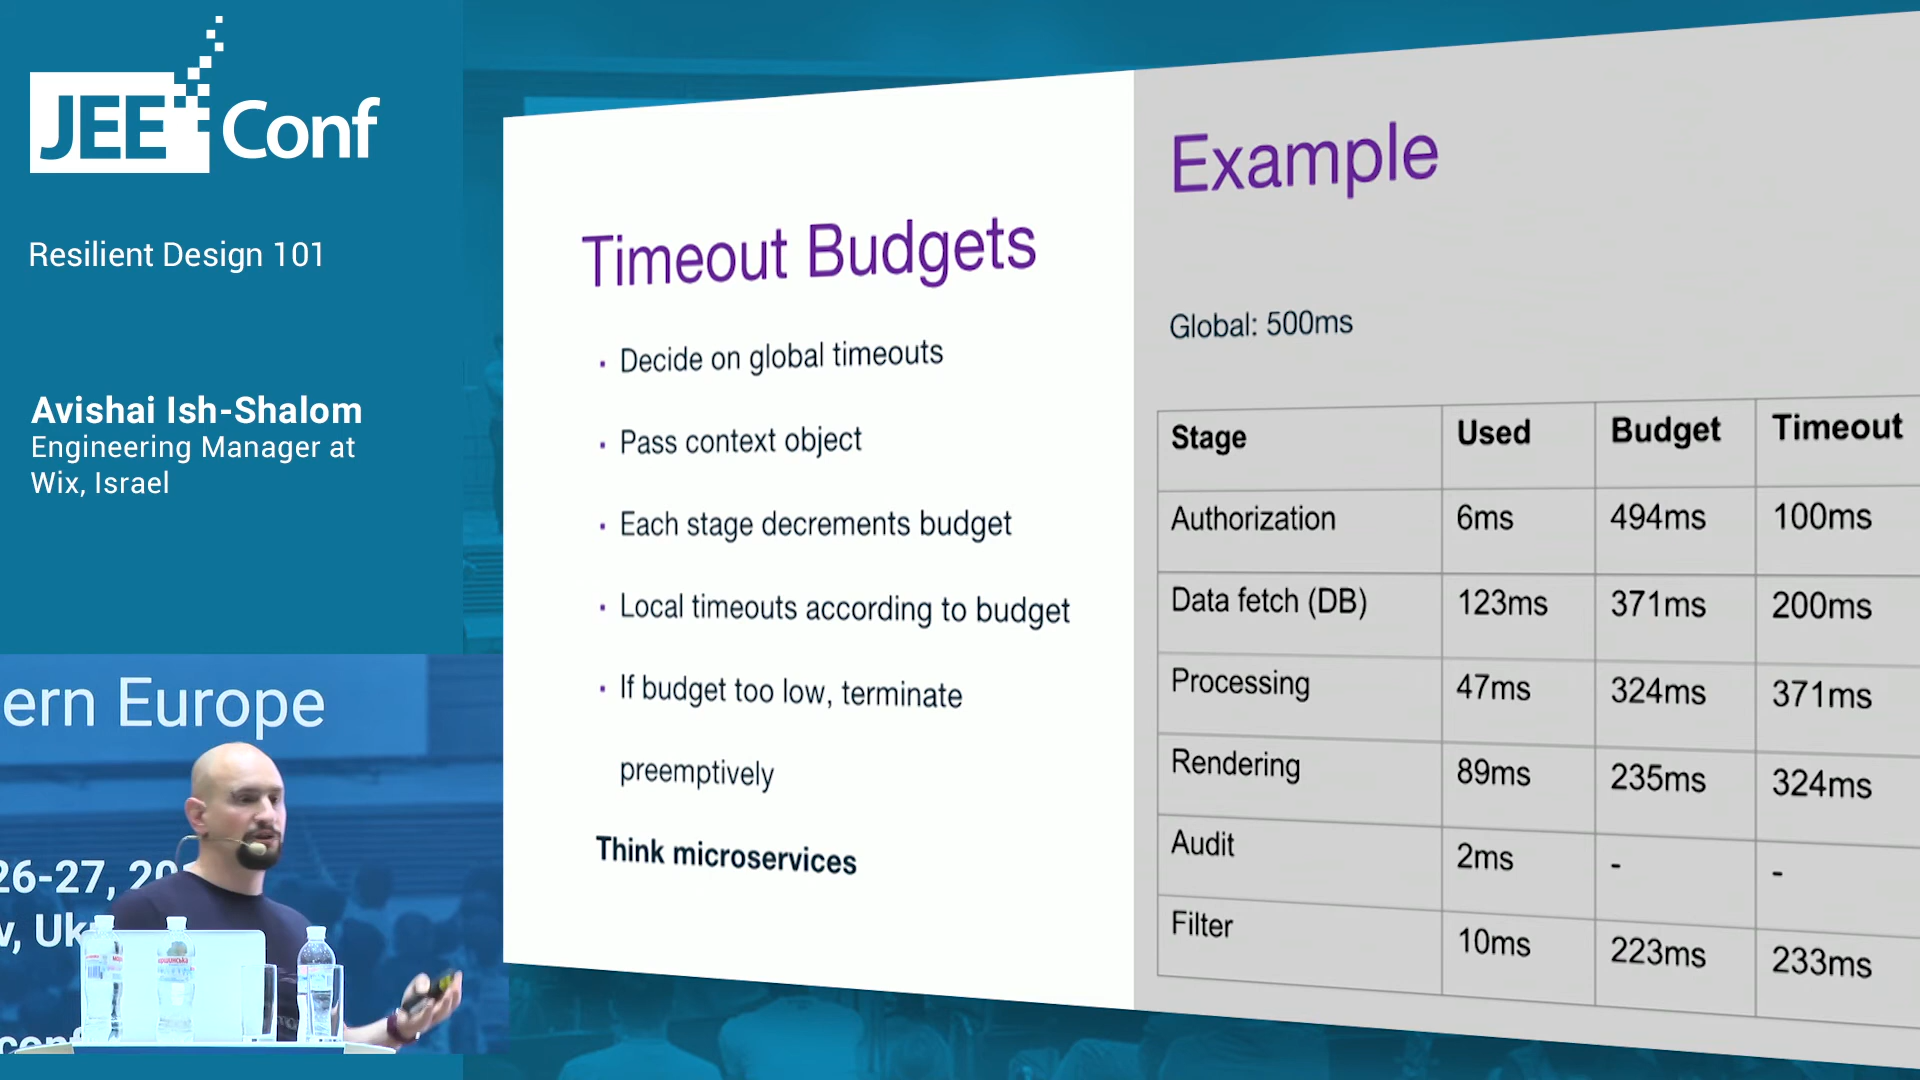 JEE Conf
Resilient Design 101
Avishai Ish-Shalom
Engineering Manager at
Wix, Israel
ern Europe
26-27, 20
v, Uk
conf
Timeout Budgets
Decide on global timeouts
Pass context object
Each stage decrements budget
Local timeouts according to budget
If budget too low, terminate
preemptively
Think microservices
Example
Global: 500ms
Stage Used Budget Timeout
Authorization 6ms 494ms 100ms
Data fetch (DB) 123ms 371ms 200ms
Processing 47ms 324ms 371ms
Rendering 89ms 235ms 324ms
Audit 2ms - -
Filter 10ms 223ms 233ms